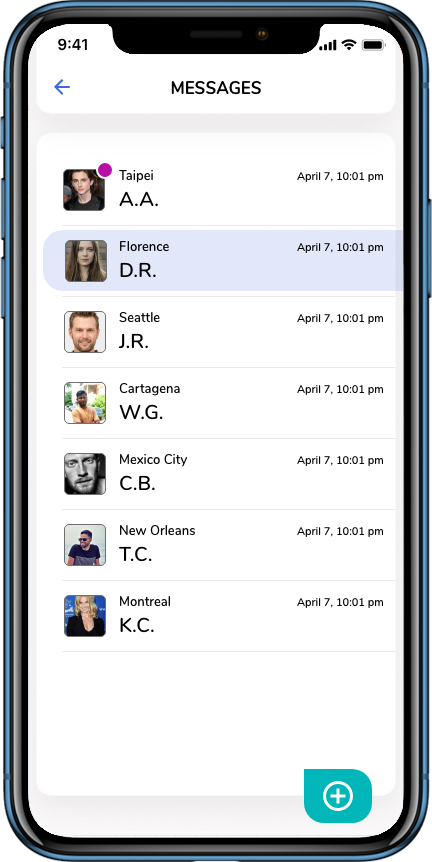 9:41
MESSAGES
Taipei April 7, 10:01 pm
A.A.
Florence April 7, 10:01 pm
D.R.
Seattle April 7, 10:01 pm
J.R.
Cartagena April 7, 10:01 pm
W.G.
Mexico City April 7, 10:01 pm
C.B.
New Orleans April 7, 10:01 pm
T.C.
Montreal April 7, 10:01 pm
K.C.